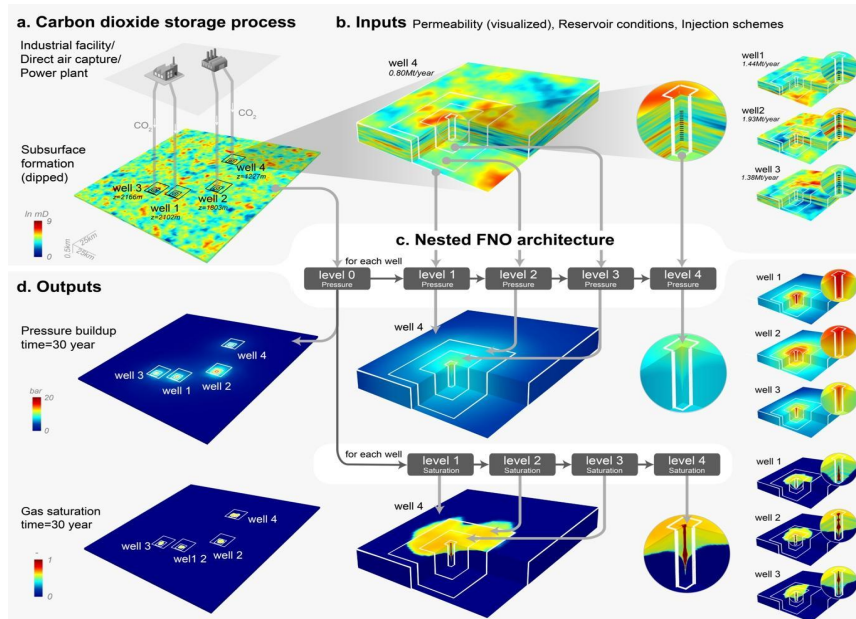 a. Carbon dioxide storage process
Industrial facility/
Direct air capture/
Power plant
CO2
CO2
Subsurface
formation
(dipped)
well 4
z=1227m
well 3
z=2166m
well 1
z=2102m
well 2
z=1803m
ln mD
9
0
0.5km
25km
25km
b. Inputs Permeability (visualized), Reservoir conditions, Injection schemes
well 4
0.80Mt/year
well1
1.44Mt/year
well2
1.93Mt/year
well 3
1.38Mt/year
c. Nested FNO architecture
for each well
level 0
Pressure
level 1
Pressure
level 2
Pressure
level 3
Pressure
level 4
Pressure
d. Outputs
Pressure buildup
time=30 year
well 4
well 3
well 1
well 2
bar
20
0
well 4
well 1
well 2
well 3
for each well
level 1
Saturation
level 2
Saturation
level 3
Saturation
level 4
Saturation
Gas saturation
time=30 year
well 4
well 3
wel1 2
well 2
-
1
0
well 4
well 1
well 2
well 3